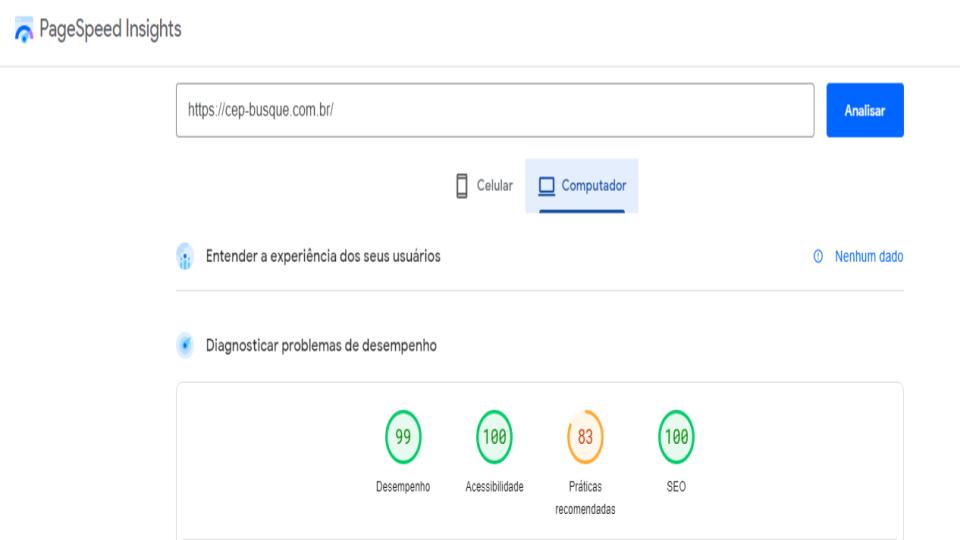 PageSpeed Insights
https://cep-busque.com.br/
Analisar
Celular
Computador
Entender a experiência dos seus usuários
Nenhum dado
Diagnosticar problemas de desempenho
99
100
83
100
Desempenho
Acessibilidade
Práticas
recomendadas
SEO